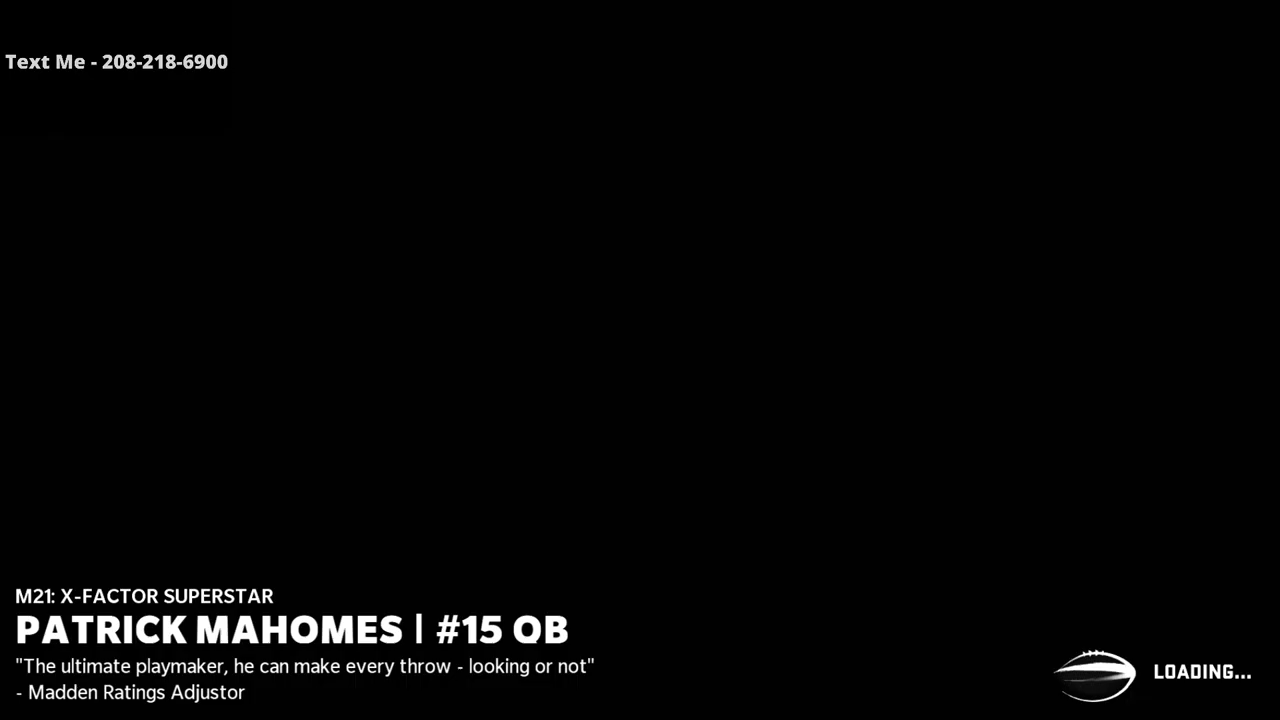 Text Me - 208-218-6900
M21: X-FACTOR SUPERSTAR
PATRICK MAHOMES | #15 QB
"The ultimate playmaker, he can make every throw - looking or not"
- Madden Ratings Adjustor
LOADING...